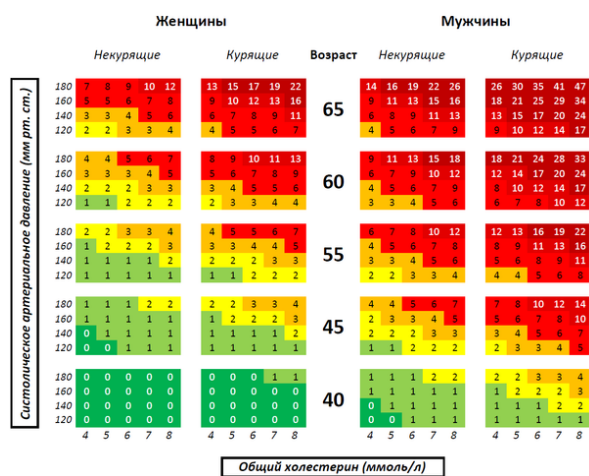 Женщины Мужчины
Некурящие Курящие Возраст Некурящие Курящие
Систолическое артериальное давление (мм рт. ст.)
180 7 8 9 10 12 13 15 17 19 22 14 16 19 22 26 26 30 35 41 47
160 5 5 6 7 8 9 10 12 13 16 9 11 13 15 16 18 21 25 29 34
65
140 3 3 4 5 6 6 7 8 9 11 6 8 9 11 13 13 15 17 20 24
120 2 2 3 3 4 4 5 5 6 7 4 5 6 7 9 9 10 12 14 17
180 4 4 5 6 7 8 9 10 11 13 9 11 13 15 18 18 21 24 28 33
160 3 3 3 4 5 5 6 7 8 9 6 7 9 10 12 12 14 17 20 24
60
140 2 2 2 3 3 3 4 5 5 6 4 5 6 7 9 8 10 12 14 17
120 1 1 2 2 2 2 3 3 4 4 3 3 4 5 6 6 7 8 10 12
180 2 2 3 3 4 4 5 5 6 7 6 7 8 10 12 12 13 16 19 22
160 1 2 2 2 3 3 3 4 4 5 4 5 6 7 8 8 9 11 13 16
55
140 1 1 1 1 2 2 2 2 3 3 3 3 4 5 6 5 6 8 9 11
120 1 1 1 1 1 1 1 2 2 2 2 2 3 3 4 4 4 5 6 8
180 1 1 1 2 2 2 2 3 3 4 4 4 5 6 7 7 8 10 12 14
160 1 1 1 1 1 1 2 2 2 3 2 3 3 4 5 5 6 7 8 10
45
140 0 1 1 1 1 1 1 1 1 2 2 2 2 3 3 3 4 5 6 7
120 0 0 1 1 1 1 1 1 1 1 1 1 2 2 2 2 3 3 4 5
180 0 0 0 0 0 0 0 0 1 1 1 1 1 2 2 2 2 3 3 4
160 0 0 0 0 0 0 0 0 0 0 1 1 1 1 1 1 2 2 2 3
40
140 0 0 0 0 0 0 0 0 0 0 0 1 1 1 1 1 1 1 2 2
120 0 0 0 0 0 0 0 0 0 0 0 0 1 1 1 1 1 1 1 1
4 5 6 7 8 4 5 6 7 8 4 5 6 7 8 4 5 6 7 8
Общий холестерин (ммоль/л)